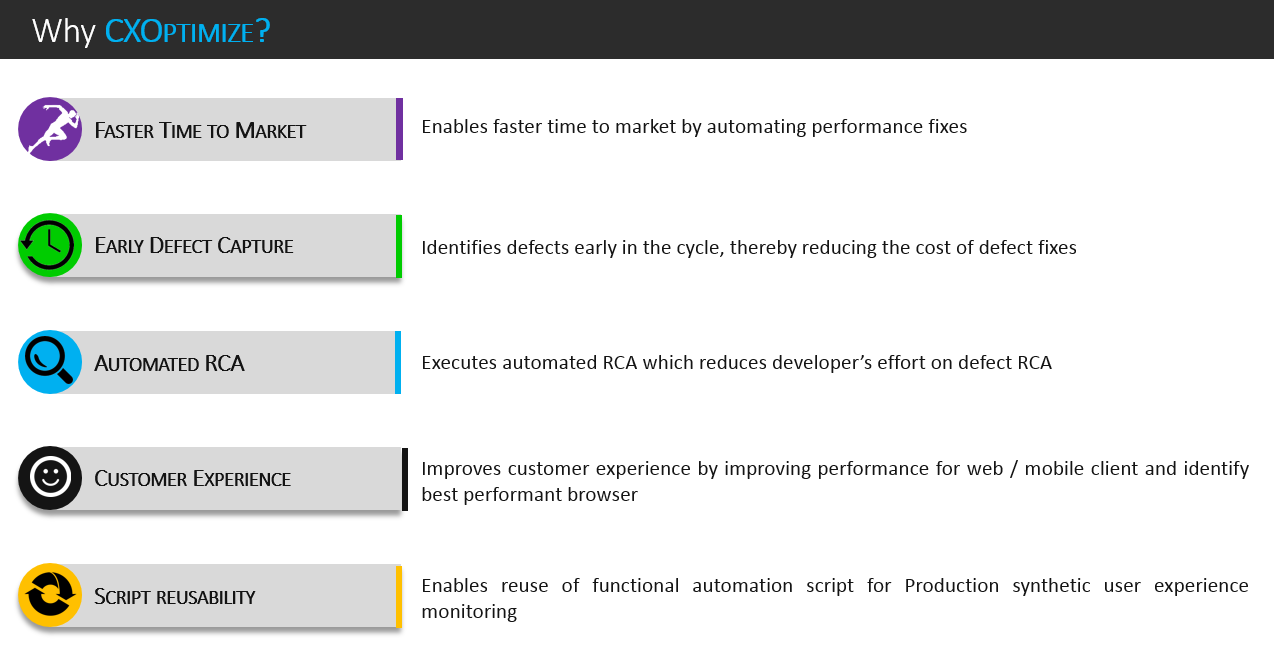 Why CXOptimize?
Faster Time to Market
Enables faster time to market by automating performance fixes
Early Defect Capture
Identifies defects early in the cycle, thereby reducing the cost of defect fixes
Automated RCA
Executes automated RCA which reduces developer’s effort on defect RCA
Customer Experience
Improves customer experience by improving performance for web / mobile client and identify
best performant browser
Script reusability
Enables reuse of functional automation script for Production synthetic user experience
monitoring